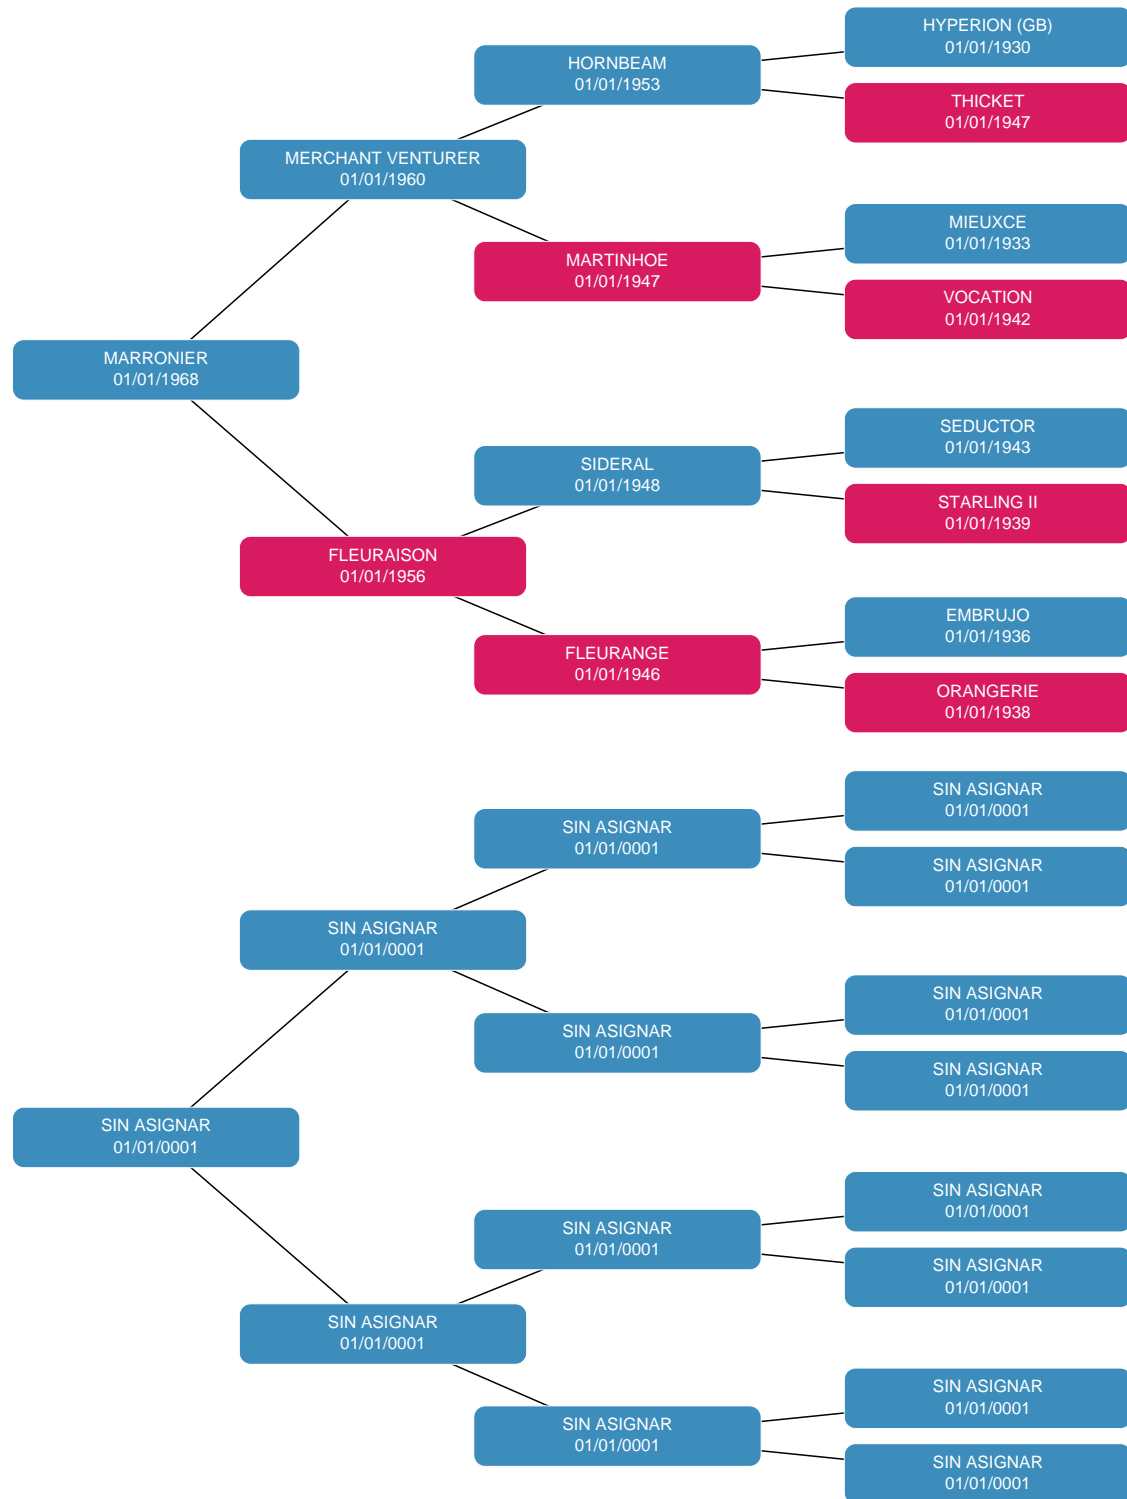 HYPERION (GB)
01/01/1930
HORNBEAM
01/01/1953
THICKET
01/01/1947
MERCHANT VENTURER
01/01/1960
MIEUXCE
01/01/1933
MARTINHOE
01/01/1947
VOCATION
01/01/1942
MARRONIER
01/01/1968
SEDUCTOR
01/01/1943
SIDERAL
01/01/1948
STARLING II
01/01/1939
FLEURAISON
01/01/1956
EMBRUJO
01/01/1936
FLEURANGE
01/01/1946
ORANGERIE
01/01/1938
SIN ASIGNAR
01/01/0001
SIN ASIGNAR
01/01/0001
SIN ASIGNAR
01/01/0001
SIN ASIGNAR
01/01/0001
SIN ASIGNAR
01/01/0001
SIN ASIGNAR
01/01/0001
SIN ASIGNAR
01/01/0001
SIN ASIGNAR
01/01/0001
SIN ASIGNAR
01/01/0001
SIN ASIGNAR
01/01/0001
SIN ASIGNAR
01/01/0001
SIN ASIGNAR
01/01/0001
SIN ASIGNAR
01/01/0001
SIN ASIGNAR
01/01/0001
SIN ASIGNAR
01/01/0001